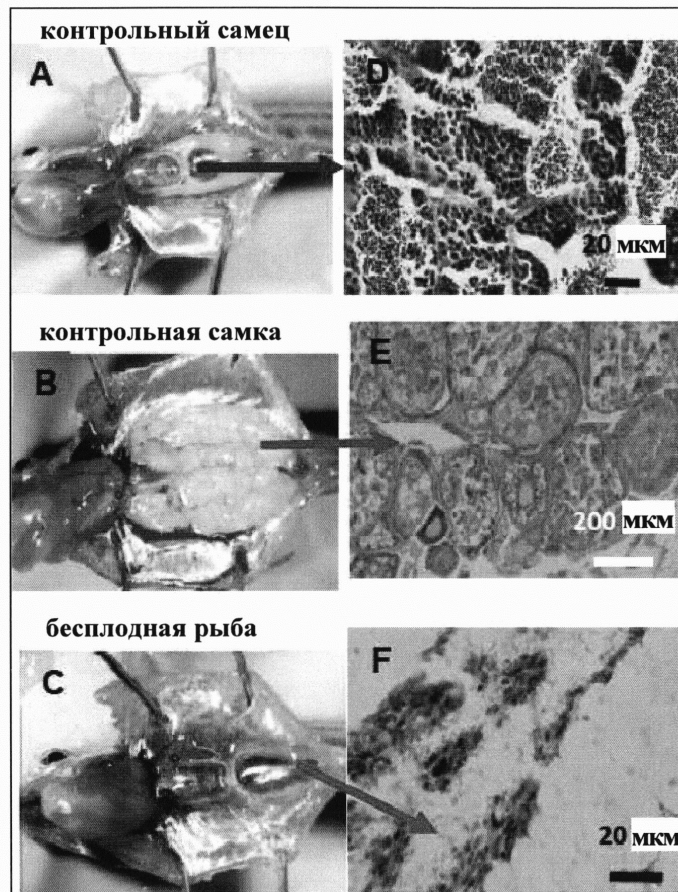 контрольный самец
A
D
20 мкм
контрольная самка
B
E
200 мкм
бесплодная рыба
C
F
20 мкм